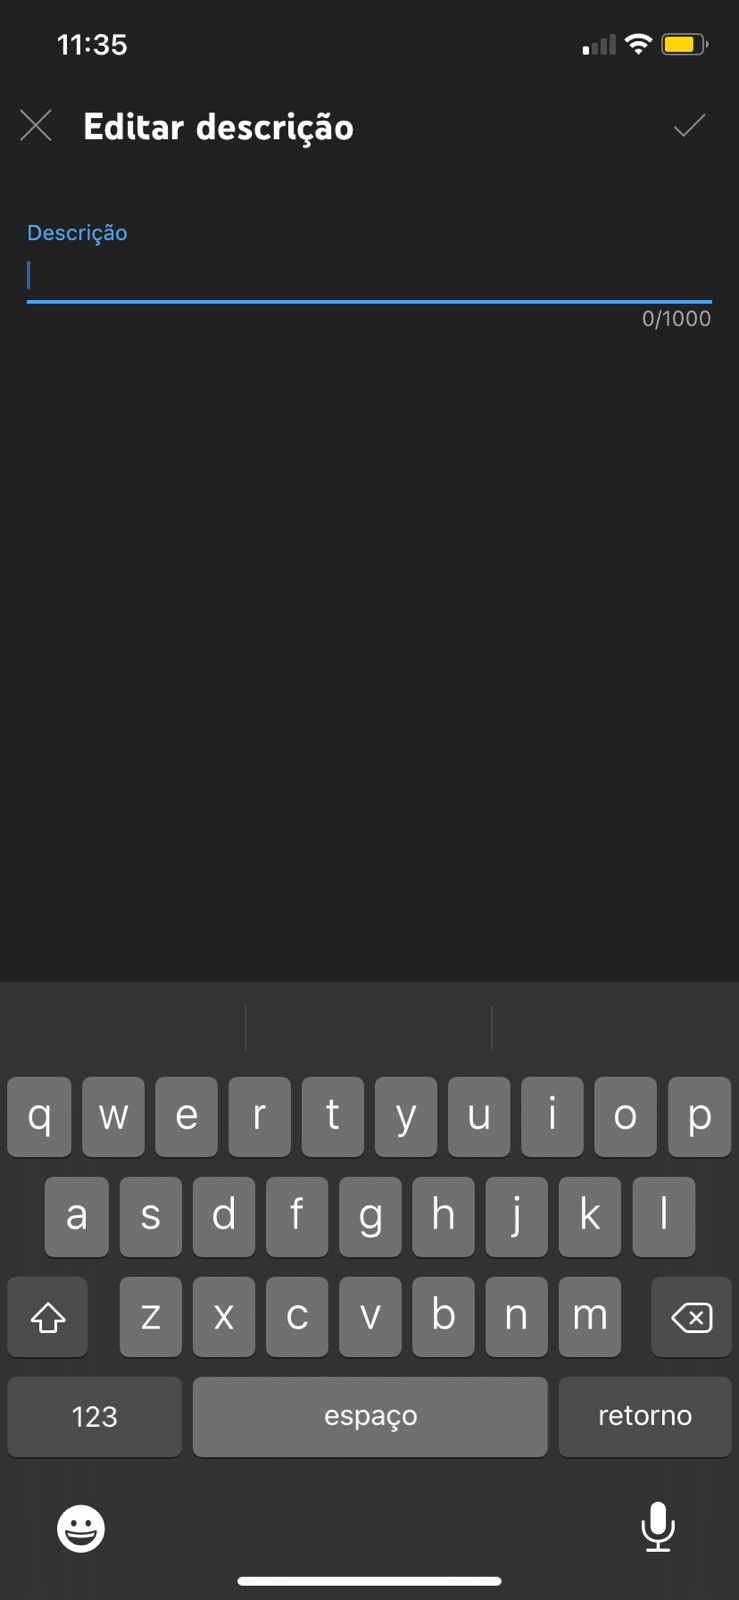 11:35
Editar descrição
Descrição
0/1000
q w e r t y u i o p
a s d f g h j k l
z x c v b n m
123 espaço retorno